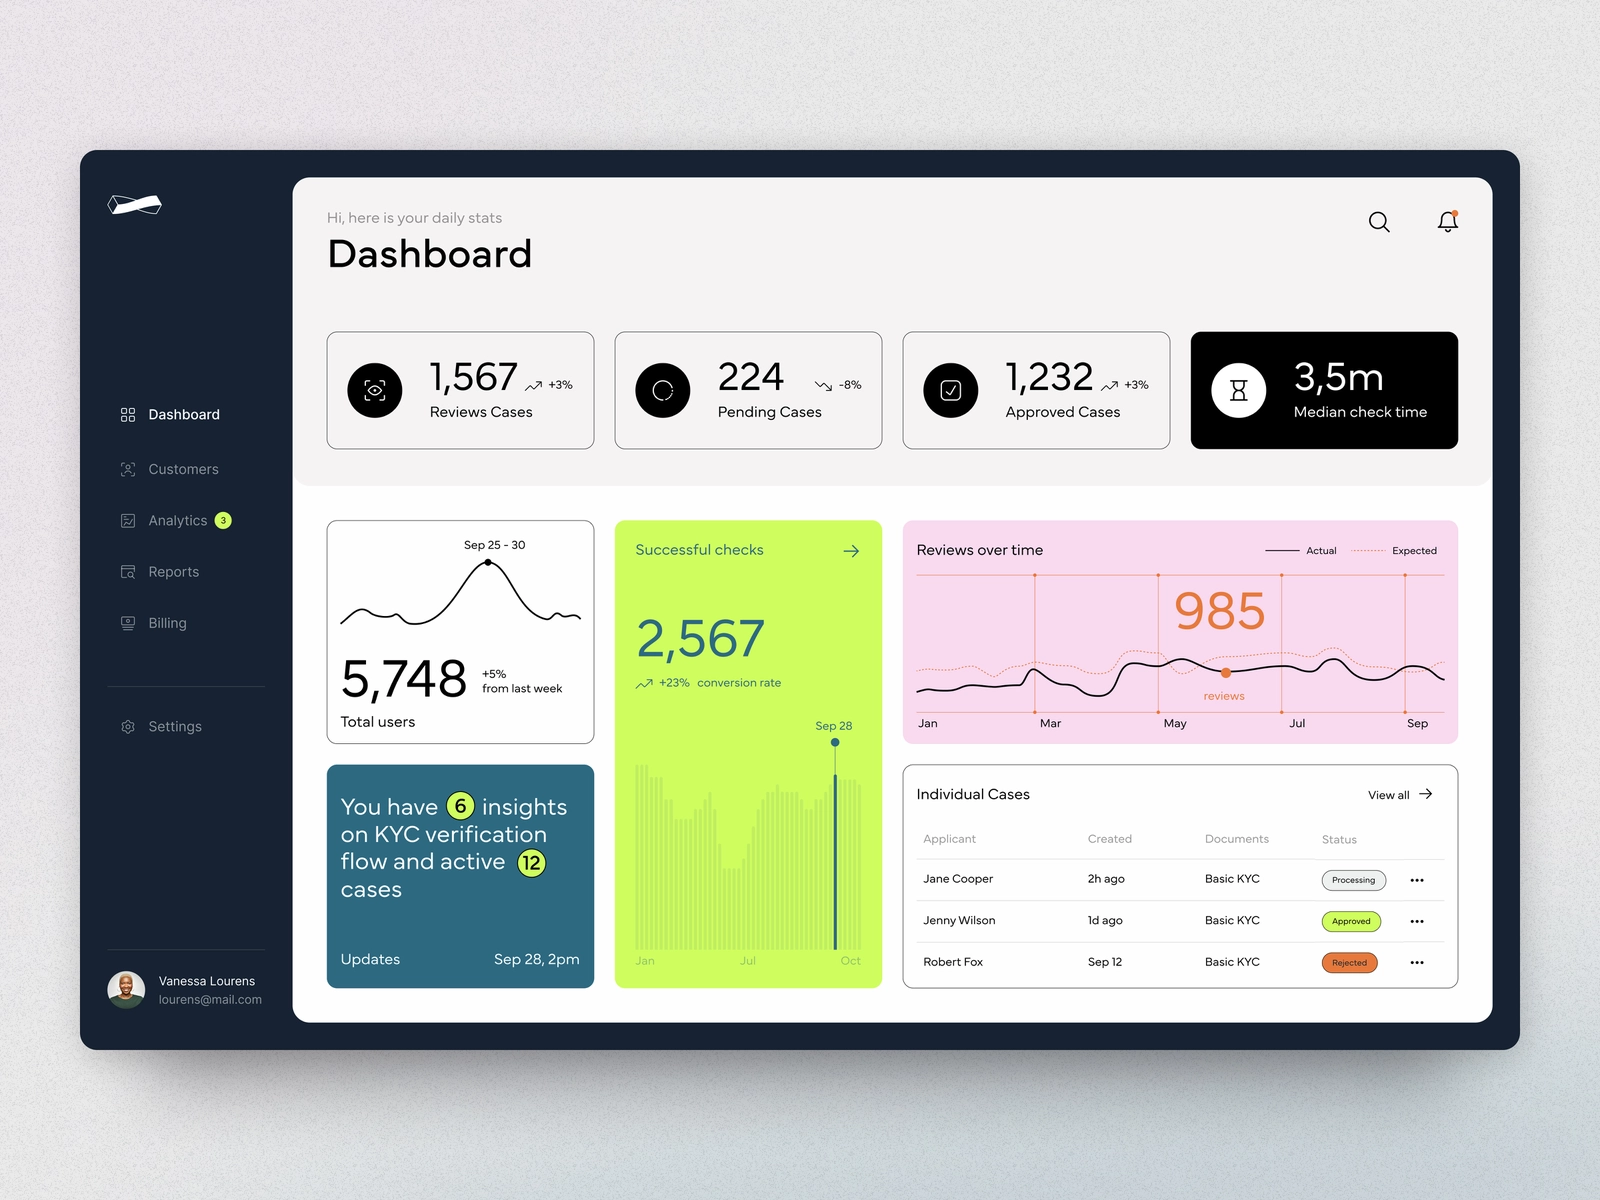 Hi, here is your daily stats
Dashboard
1,567
+3%
Reviews Cases
224
-8%
Pending Cases
1,232
+3%
Approved Cases
3,5m
Median check time
Dashboard
Customers
Analytics 3
Reports
Billing
Settings
Vanessa Lourens
lourens@mail.com
Sep 25 - 30
5,748
+5%
from last week
Total users
You have 6 insights
on KYC verification
flow and active 12
cases
Updates Sep 28, 2pm
Successful checks
2,567
+23% conversion rate
Sep 28
Jan Jul Oct
Reviews over time
Actual Expected
985
reviews
Jan Mar May Jul Sep
Individual Cases
View all
Applicant Created Documents Status
Jane Cooper 2h ago Basic KYC Processing
Jenny Wilson 1d ago Basic KYC Approved
Robert Fox Sep 12 Basic KYC Rejected